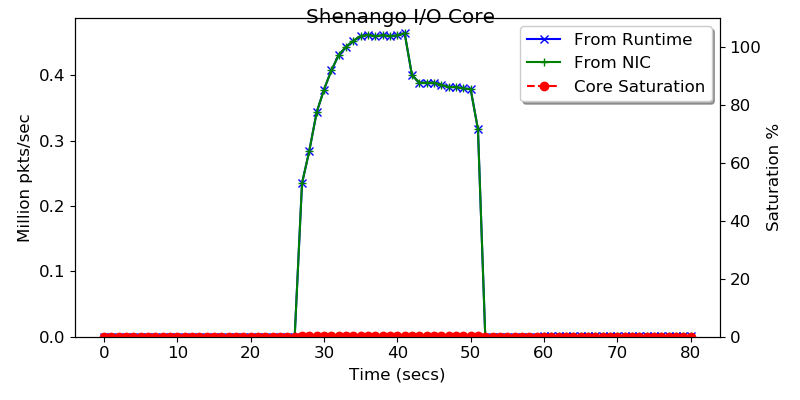 Shenango I/O Core
From Runtime
From NIC
Core Saturation
Million pkts/sec
0.4
0.3
0.2
0.1
0.0
100
80
60
40
20
0
Saturation %
0 10 20 30 40 50 60 70 80
Time (secs)